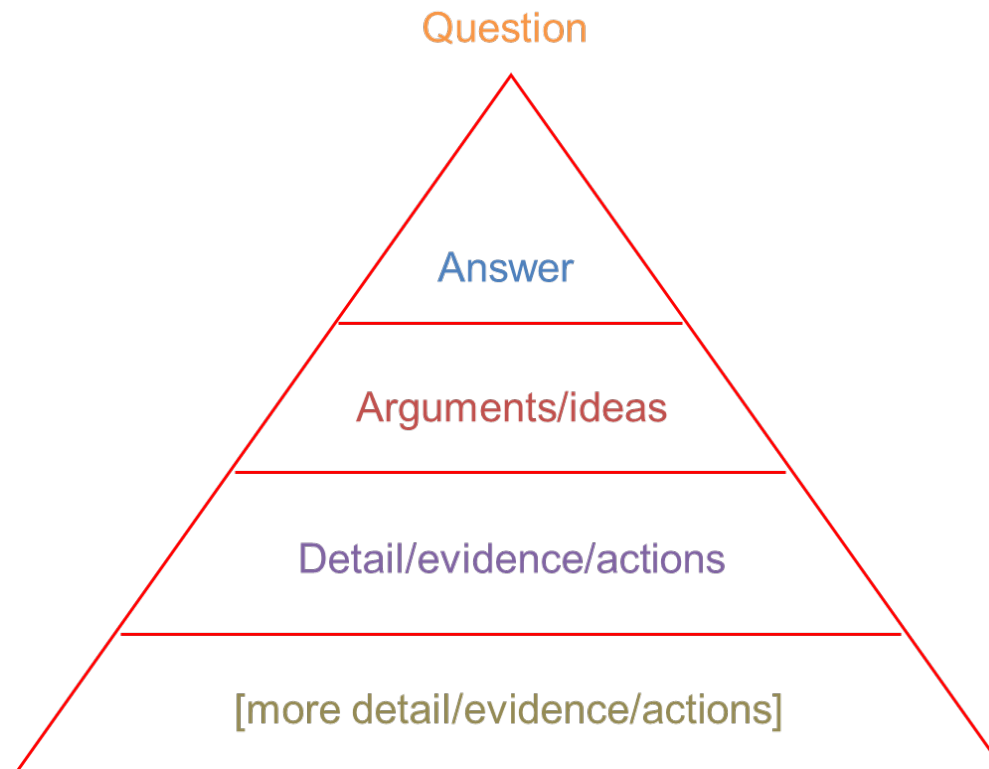 Question
Answer
Arguments/ideas
Detail/evidence/actions
[more detail/evidence/actions]